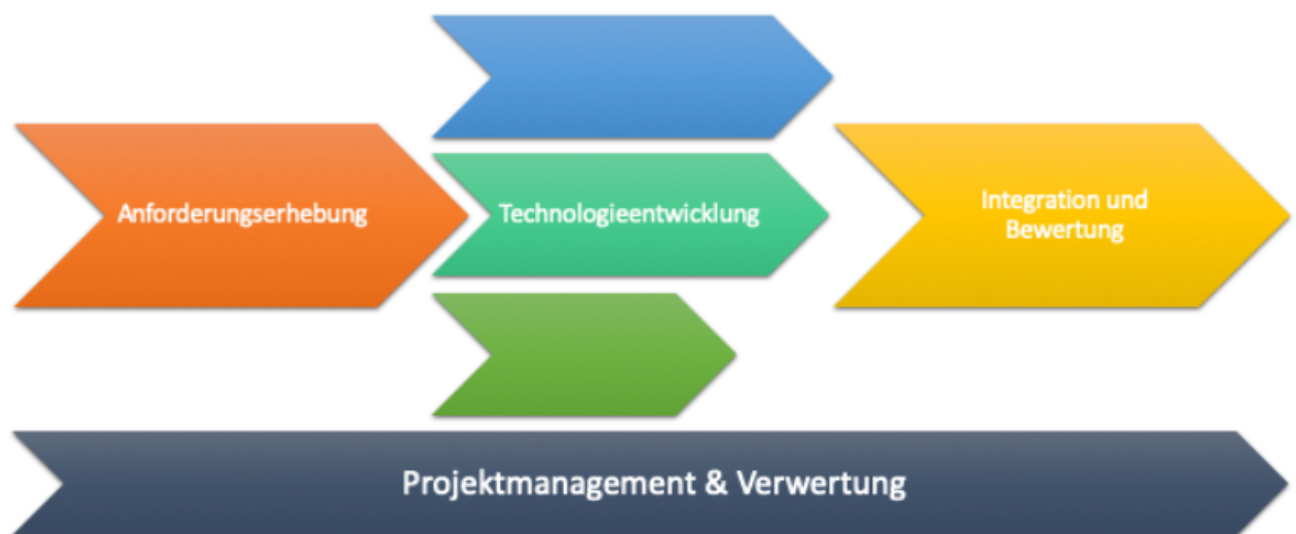 Anforderungserhebung
Technologieentwicklung
Integration und
Bewertung
Projektmanagement & Verwertung